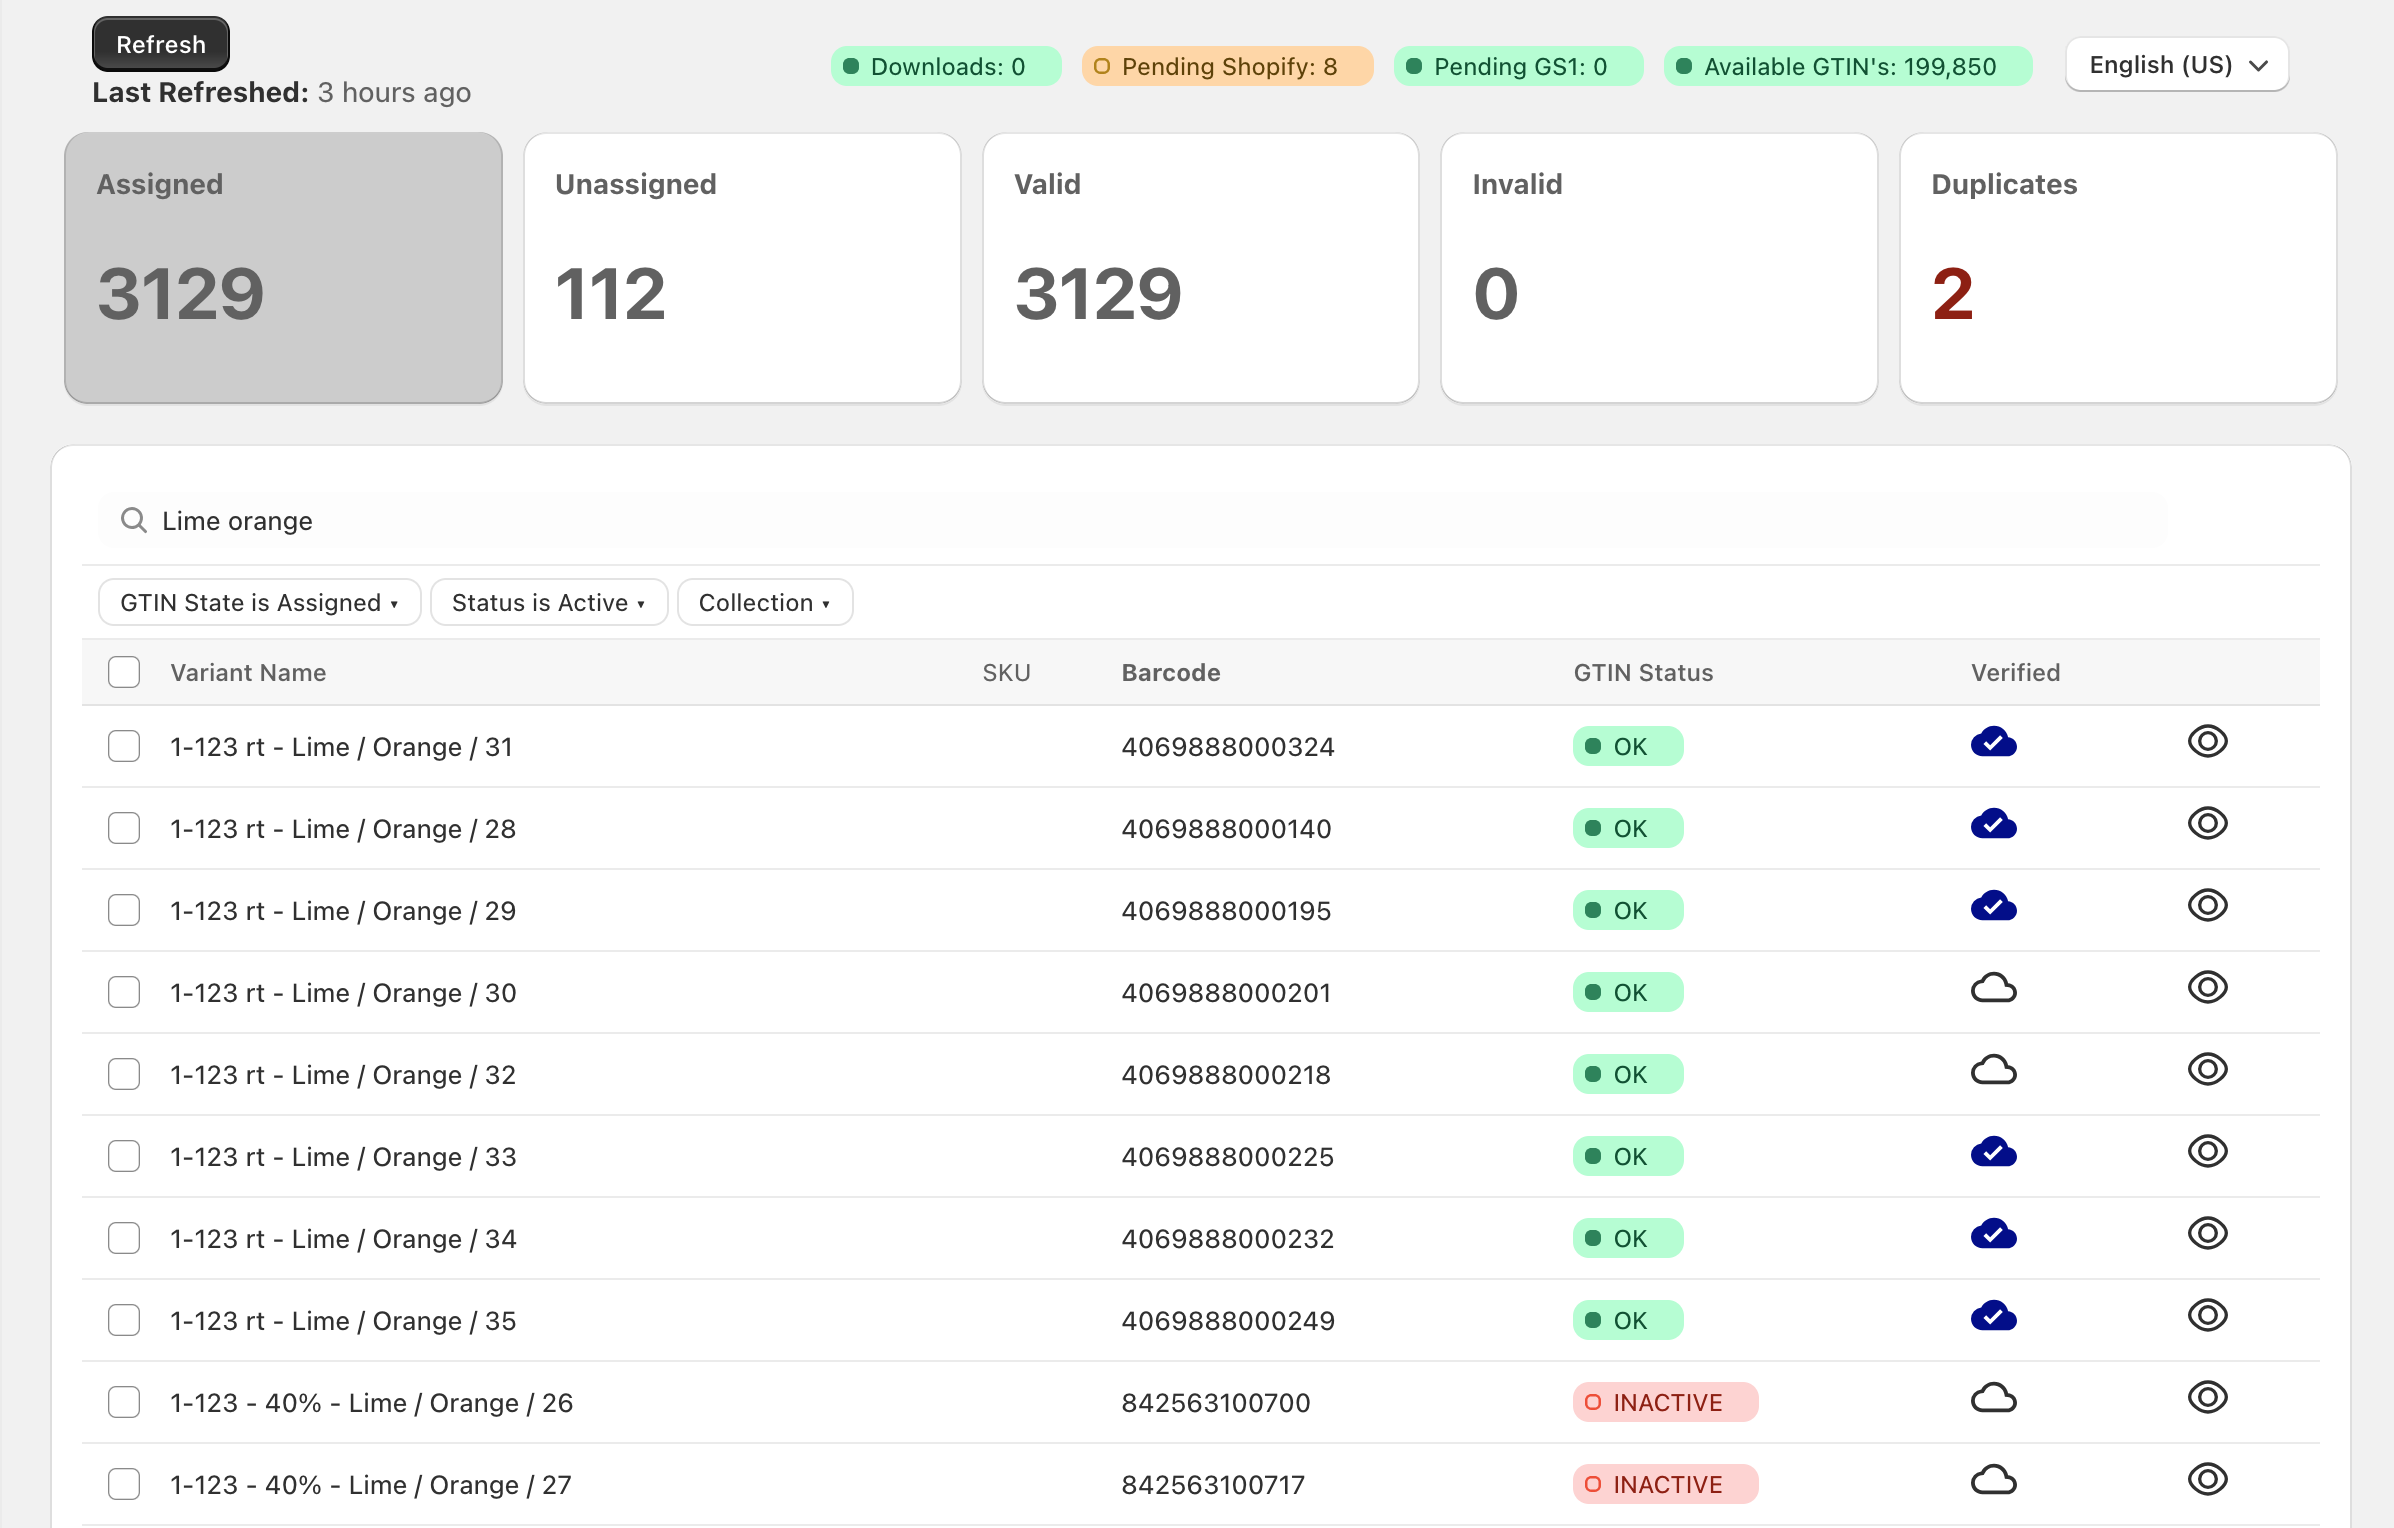 Refresh
Last Refreshed: 3 hours ago
Downloads: 0
Pending Shopify: 8
Pending GS1: 0
Available GTIN's: 199,850
English (US)
Assigned
3129
Unassigned
112
Valid
3129
Invalid
0
Duplicates
2
Lime orange
GTIN State is Assigned ▾ Status is Active ▾ Collection ▾
Variant Name SKU Barcode GTIN Status Verified
1-123 rt - Lime / Orange / 31 4069888000324 OK
1-123 rt - Lime / Orange / 28 4069888000140 OK
1-123 rt - Lime / Orange / 29 4069888000195 OK
1-123 rt - Lime / Orange / 30 4069888000201 OK
1-123 rt - Lime / Orange / 32 4069888000218 OK
1-123 rt - Lime / Orange / 33 4069888000225 OK
1-123 rt - Lime / Orange / 34 4069888000232 OK
1-123 rt - Lime / Orange / 35 4069888000249 OK
1-123 - 40% - Lime / Orange / 26 842563100700 INACTIVE
1-123 - 40% - Lime / Orange / 27 842563100717 INACTIVE